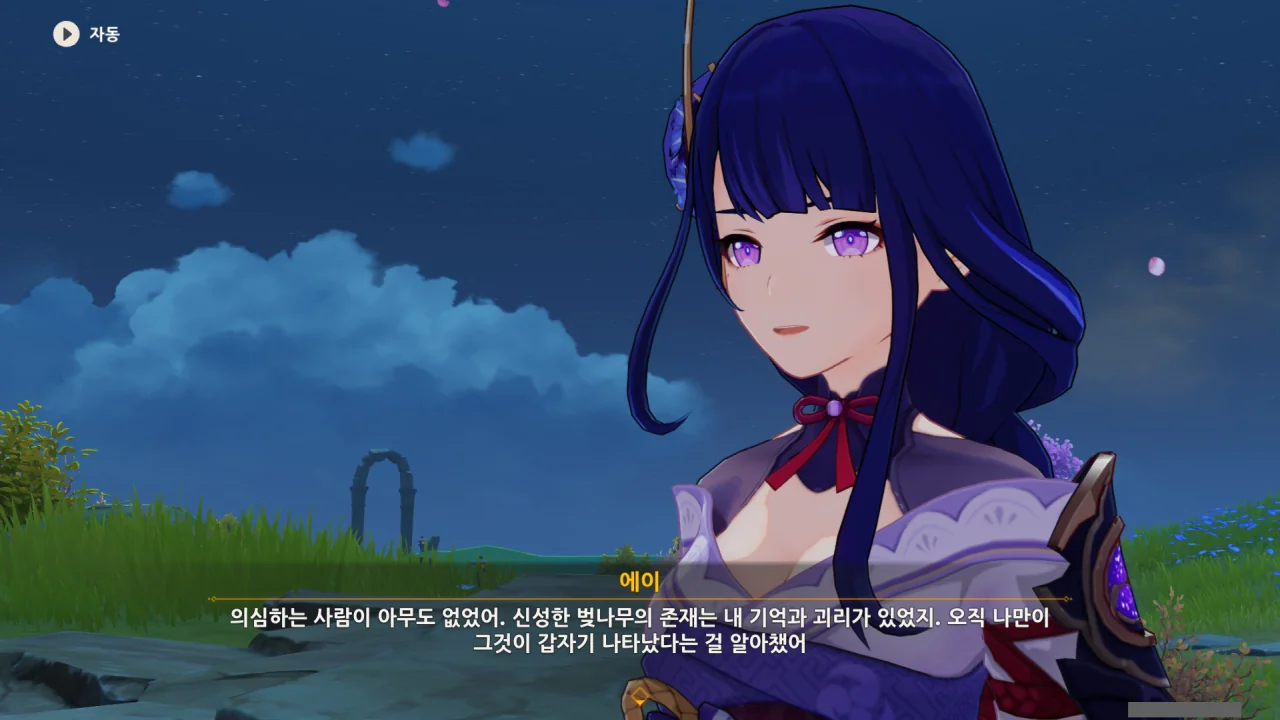 자동
에이
의심하는 사람이 아무도 없었어. 신성한 벚나무의 존재는 내 기억과 괴리가 있었지. 오직 나만이
그것이 갑자기 나타났다는 걸 알아챘어